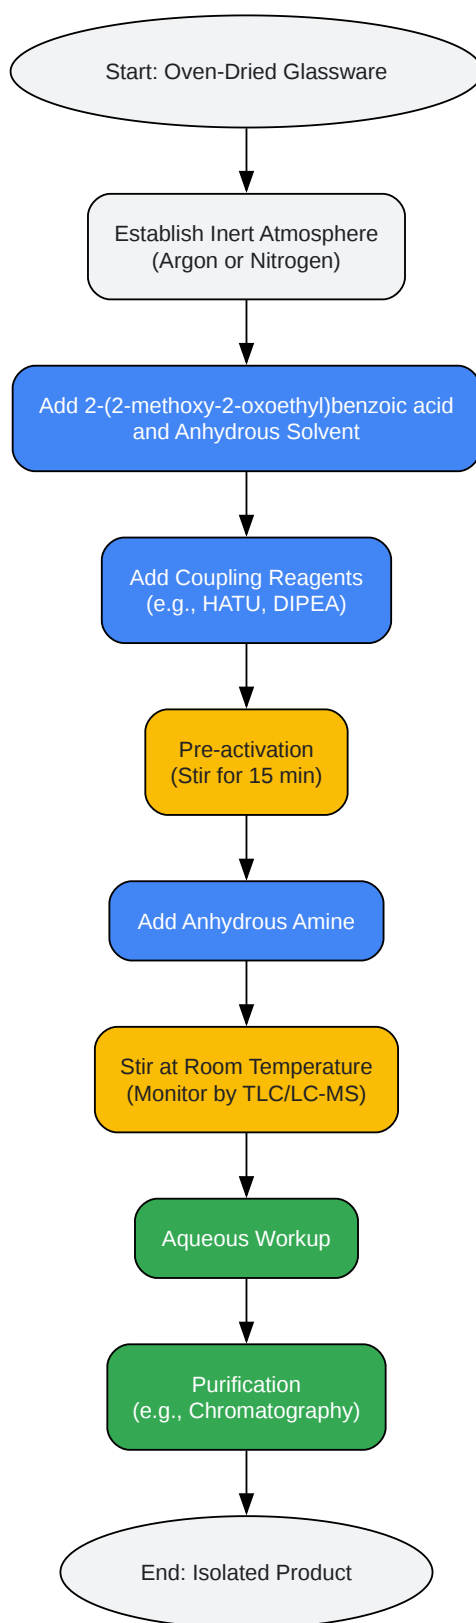 Start: Oven-Dried Glassware
Establish Inert Atmosphere
(Argon or Nitrogen)
Add 2-(2-methoxy-2-oxoethyl)benzoic acid
and Anhydrous Solvent
Add Coupling Reagents
(e.g., HATU, DIPEA)
Pre-activation
(Stir for 15 min)
Add Anhydrous Amine
Stir at Room Temperature
(Monitor by TLC/LC-MS)
Aqueous Workup
Purification
(e.g., Chromatography)
End: Isolated Product